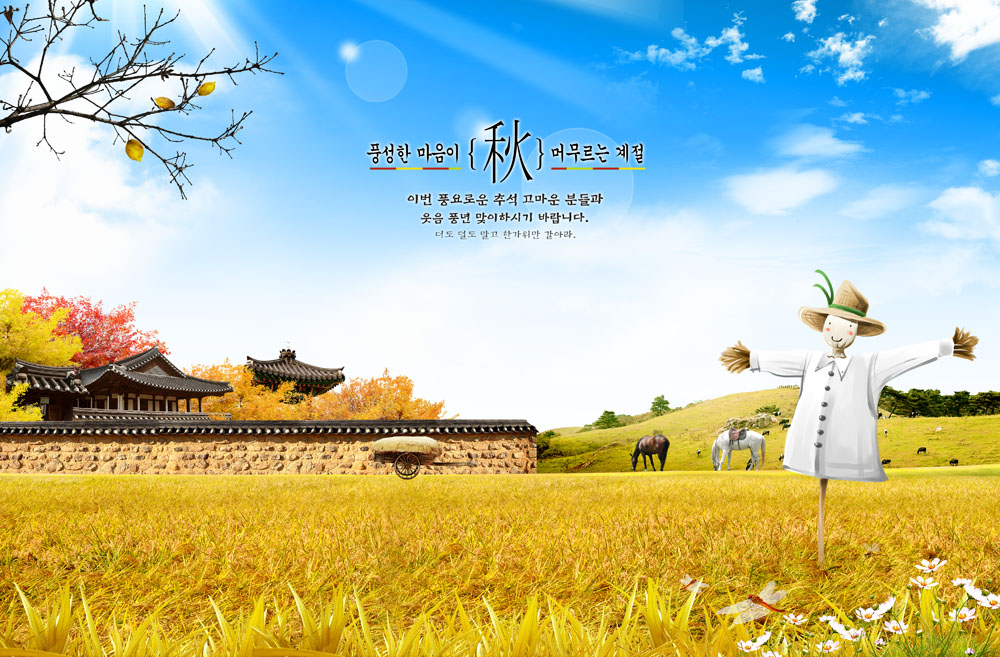 풍성한 마음이 {秋} 머무르는 계절
이번 풍요로운 추석 고마운 분들과
웃음 풍년 맞이하시기 바랍니다.
더도 덜도 말고 한가위만 같아라.